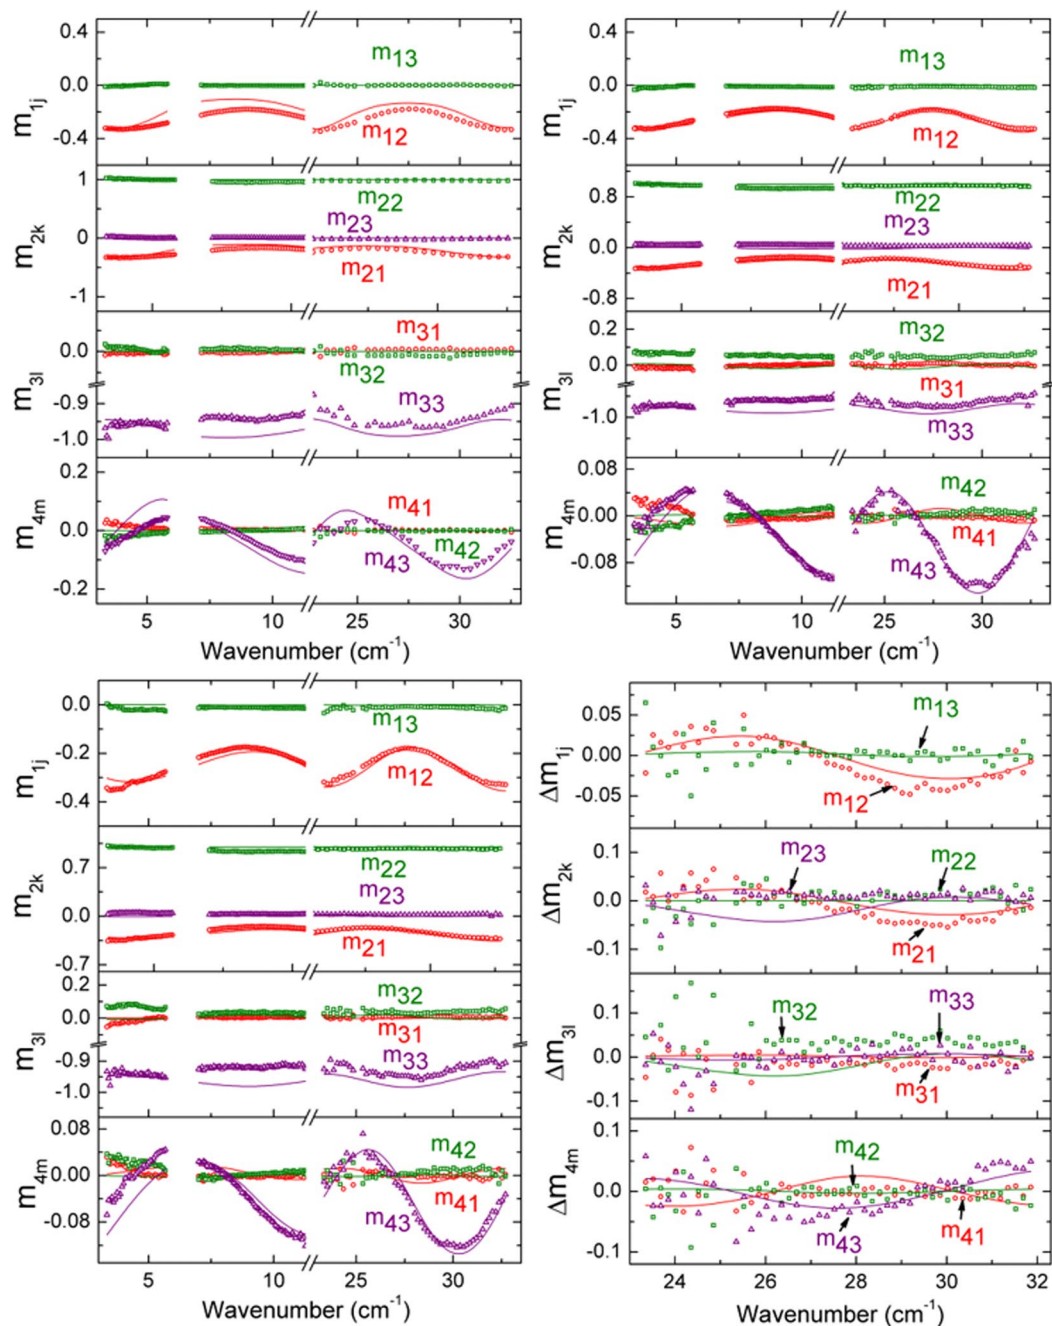 0.4
m13
0.0
m1j
m12
-0.4
1
m22
m23
0
m2k
m21
-1
m31
0.0
m32
m3l
-0.9
m33
-1.0
0.2
m41
m4m
0.0
m42
m43
-0.2
5 10 25 30
Wavenumber (cm-1)
0.4
m13
0.0
m1j
m12
-0.4
0.8
m22
m23
m2k
0.0
m21
-0.8
0.2
m32
0.0
m31
m3l
-1.0
m33
0.08
m42
m4m
0.00
m41
-0.08
m43
5 10 25 30
Wavenumber (cm-1)
0.0
m13
m1j
-0.2
m12
-0.4
0.7
m22
m2k
m23
0.0
m21
-0.7
0.2
m32
0.0
m31
m3l
-0.9
m33
-1.0
0.08
m42
m4m
0.00
m41
-0.08
m43
5 10 25 30
Wavenumber (cm-1)
0.05
m13
Δm1j
0.00
-0.05
m12
0.1
m23 m22
Δm2k
0.0
-0.1
m21
0.1
m32 m33
Δm3l
0.0
m31
-0.1
0.1
m42
Δm4m
0.0
m43 m41
-0.1
24 26 28 30 32
Wavenumber (cm-1)